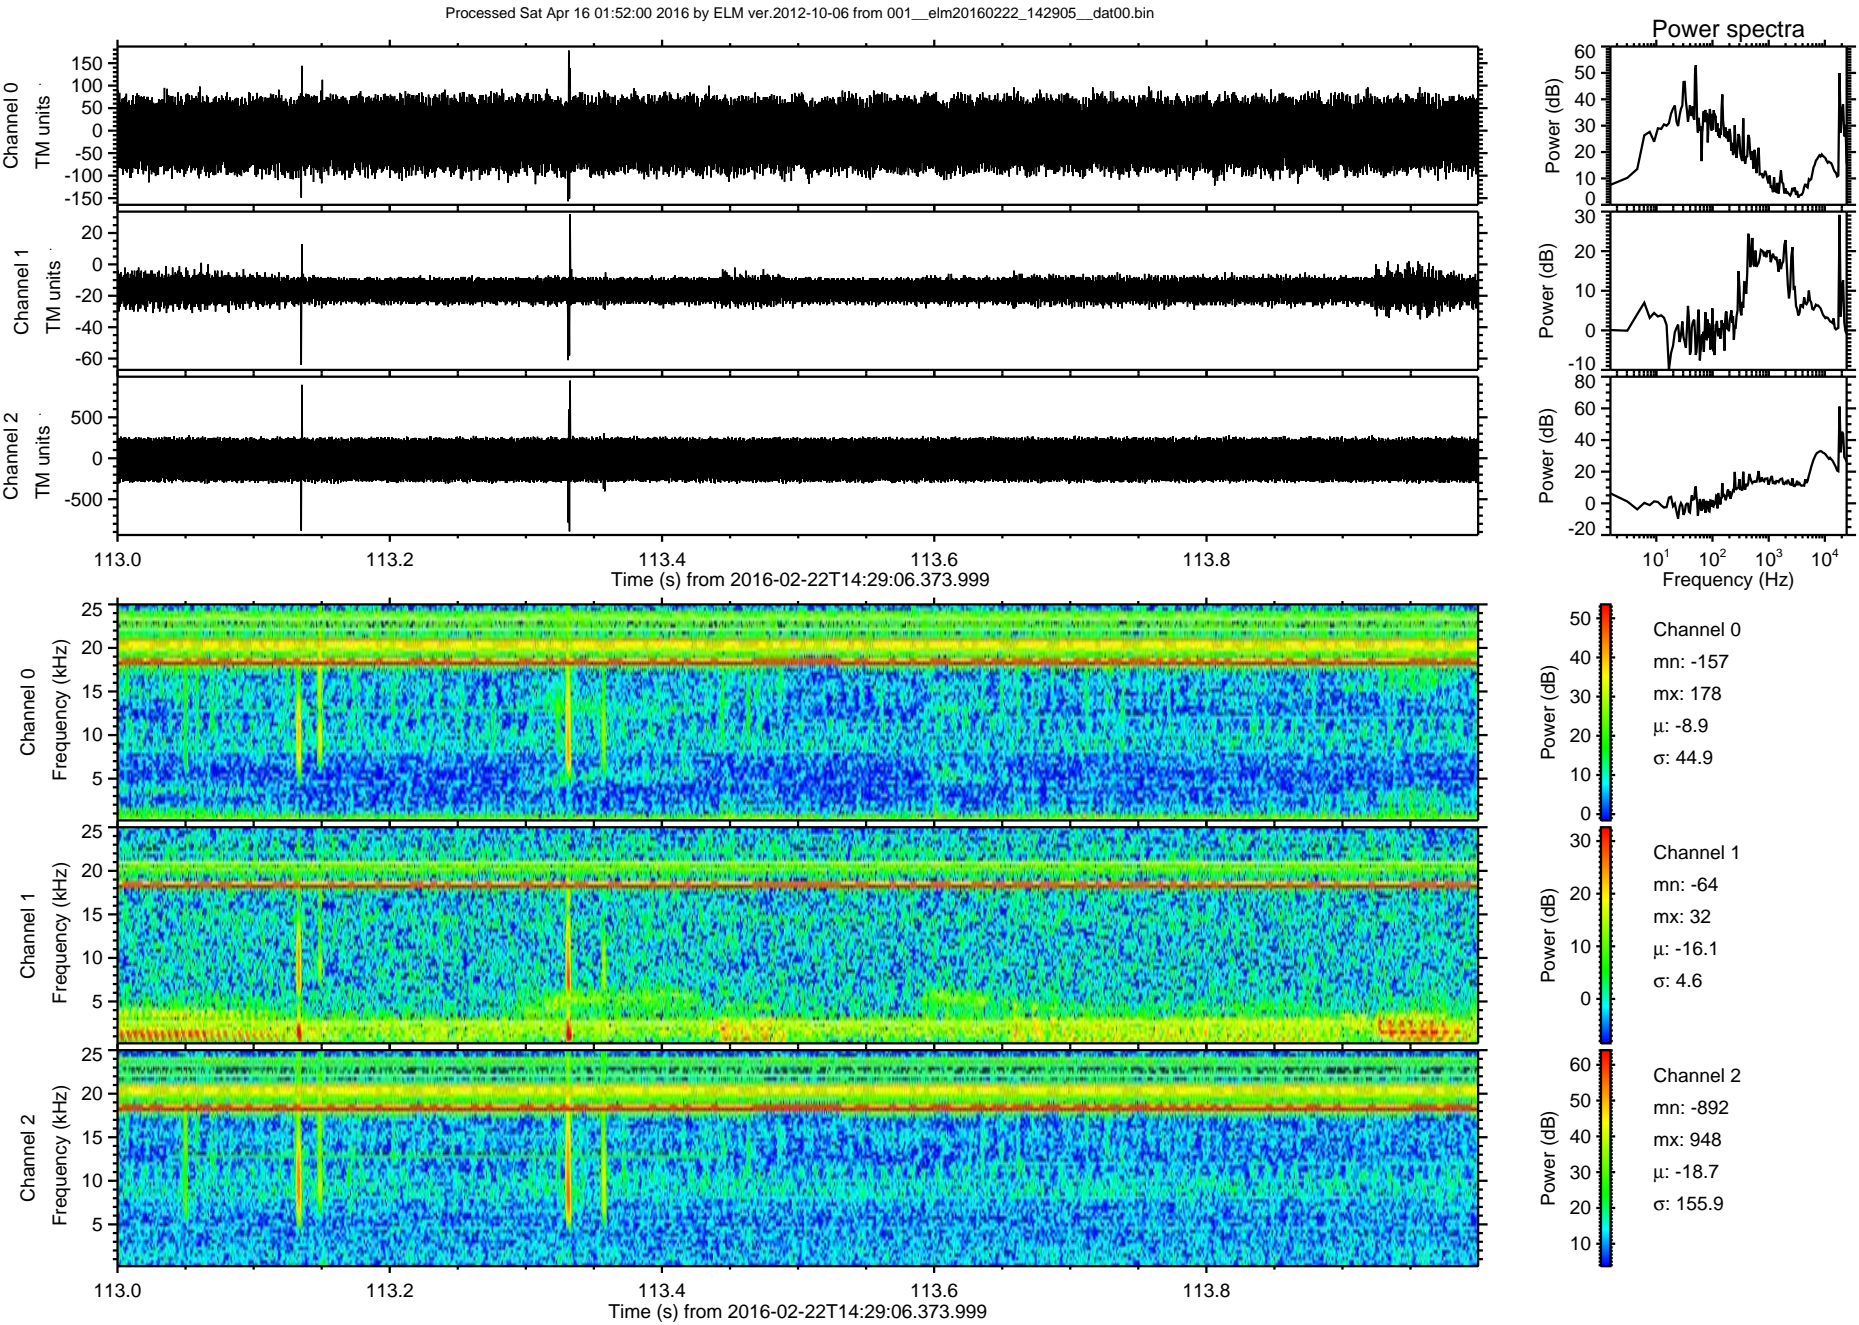 Processed Sat Apr 16 01:52:00 2016 by ELM ver.2012-10-06 from 001__elm20160222_142905__dat00.bin
Power spectra
Channel 0
TM units
150
100
50
0
-50
-100
-150
Power (dB)
60
50
40
30
20
10
0
Channel 1
TM units
20
0
-20
-40
-60
Power (dB)
30
20
10
0
-10
Channel 2
TM units
500
0
-500
Power (dB)
80
60
40
20
0
-20
113.0
113.2
113.4
113.6
113.8
Time (s) from 2016-02-22T14:29:06.373.999
10^1
10^2
10^3
10^4
Frequency (Hz)
Channel 0
Frequency (kHz)
25
20
15
10
5
Power (dB)
50
40
30
20
10
0
Channel 0
mn: -157
mx: 178
μ: -8.9
σ: 44.9
Channel 1
Frequency (kHz)
25
20
15
10
5
Power (dB)
30
20
10
0
Channel 1
mn: -64
mx: 32
μ: -16.1
σ: 4.6
Channel 2
Frequency (kHz)
25
20
15
10
5
Power (dB)
60
50
40
30
20
10
Channel 2
mn: -892
mx: 948
μ: -18.7
σ: 155.9
113.0
113.2
113.4
113.6
113.8
Time (s) from 2016-02-22T14:29:06.373.999